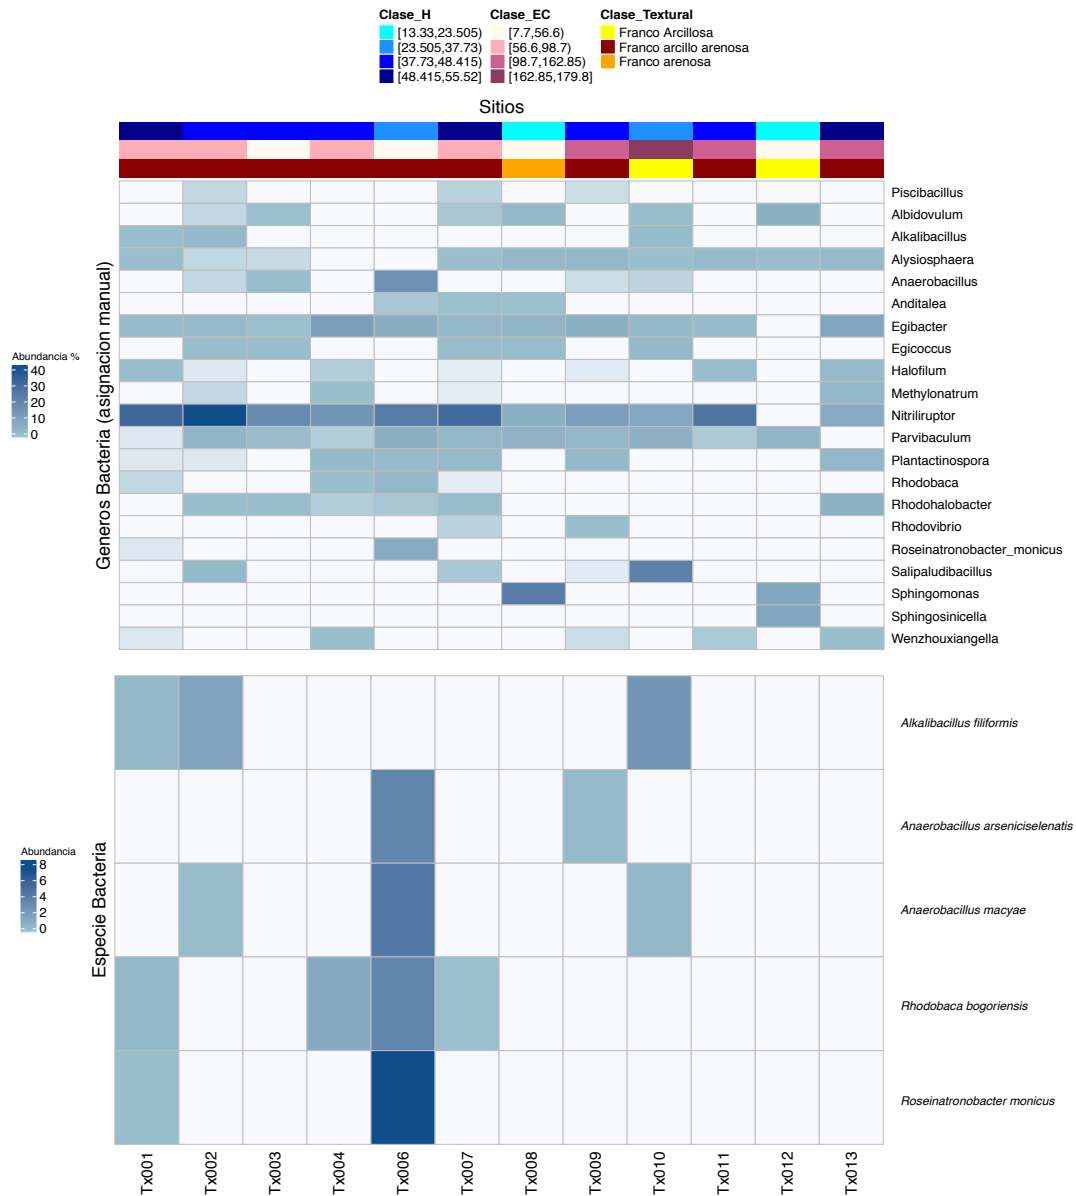 Clase_H
[13.33,23.505)
[23.505,37.73)
[37.73,48.415)
[48.415,55.52]
Clase_EC
[7.7,56.6)
[56.6,98.7)
[98.7,162.85)
[162.85,179.8]
Clase_Textural
Franco Arcillosa
Franco arcillo arenosa
Franco arenosa
Sitios
Generos Bacteria (asignacion manual)
Abundancia %
40
30
20
10
0
Piscibacillus
Albidovulum
Alkalibacillus
Alysiosphaera
Anaerobacillus
Anditalea
Egibacter
Egicoccus
Halofilum
Methylonatrum
Nitriliruptor
Parvibaculum
Plantactinospora
Rhodobaca
Rhodohalobacter
Rhodovibrio
Roseinatronobacter_monicus
Salipaludibacillus
Sphingomonas
Sphingosinicella
Wenzhouxiangella
Especie Bacteria
Abundancia
8
6
4
2
0
Alkalibacillus filiformis
Anaerobacillus arseniciselenatis
Anaerobacillus macyae
Rhodobaca bogoriensis
Roseinatronobacter monicus
Tx001
Tx002
Tx003
Tx004
Tx006
Tx007
Tx008
Tx009
Tx010
Tx011
Tx012
Tx013